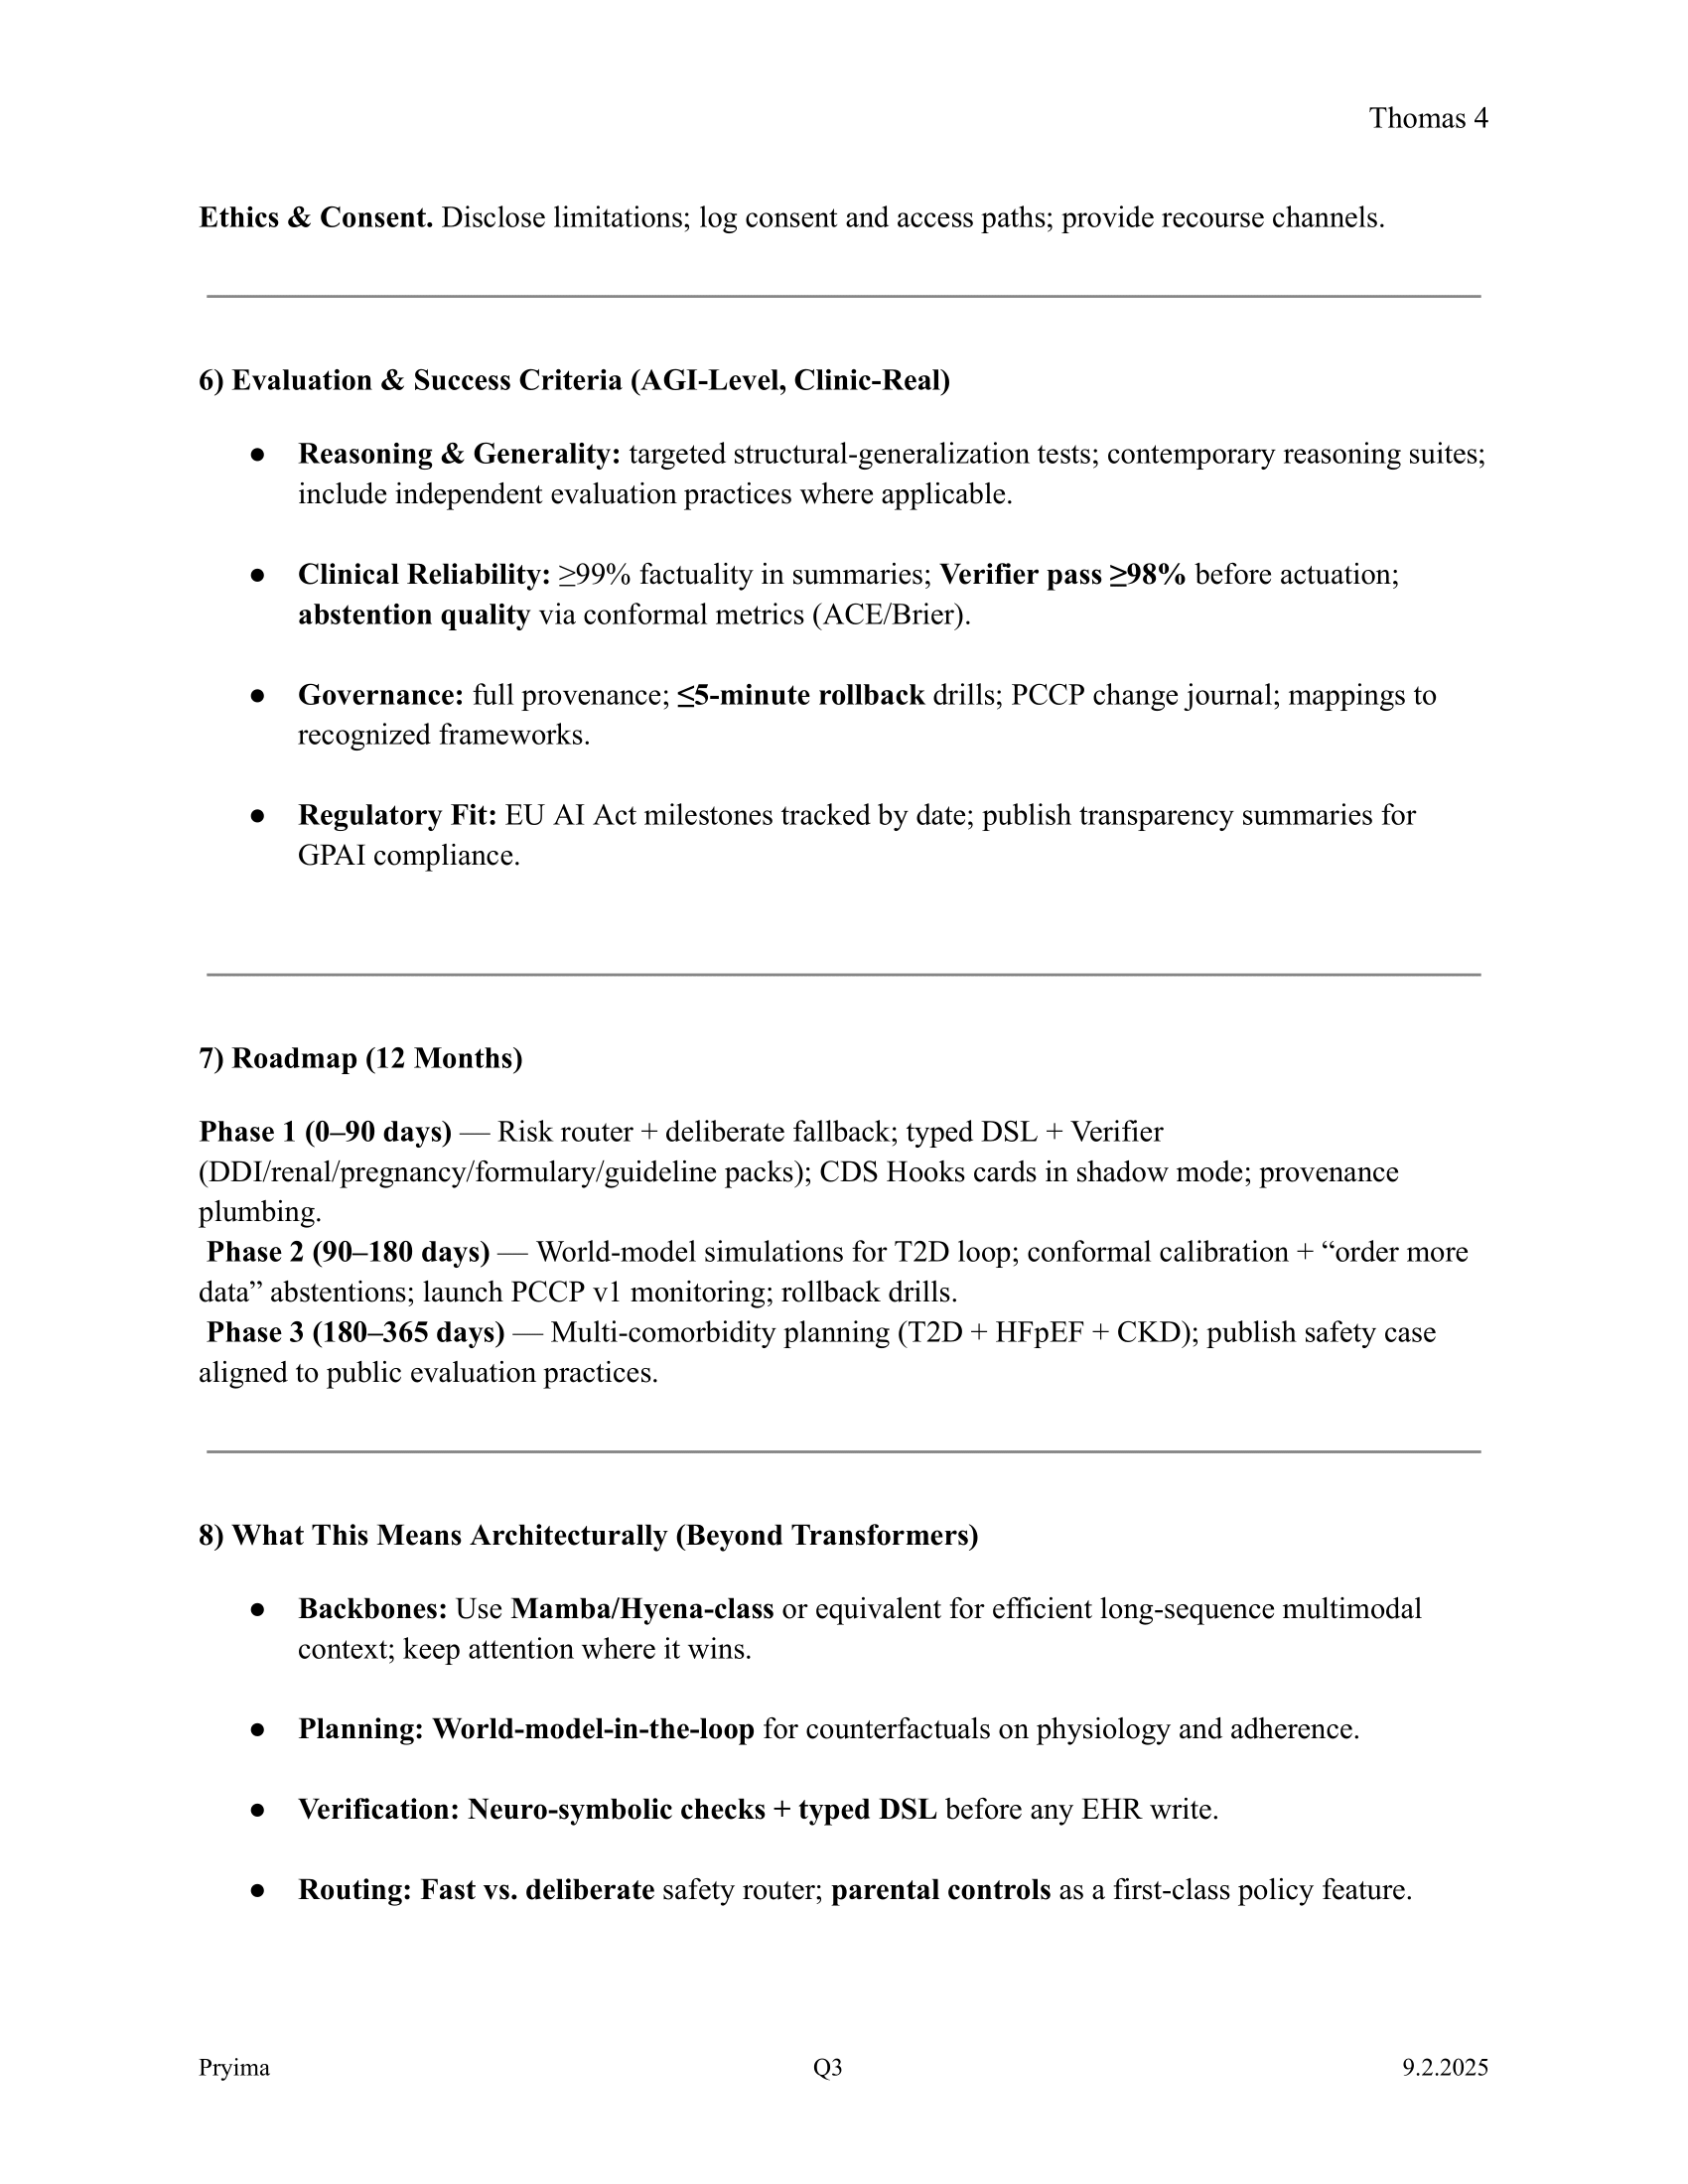 Thomas 4
Ethics & Consent. Disclose limitations; log consent and access paths; provide recourse channels.
6) Evaluation & Success Criteria (AGI-Level, Clinic-Real)
● Reasoning & Generality: targeted structural-generalization tests; contemporary reasoning suites;
include independent evaluation practices where applicable.
● Clinical Reliability: ≥99% factuality in summaries; Verifier pass ≥98% before actuation;
abstention quality via conformal metrics (ACE/Brier).
● Governance: full provenance; ≤5-minute rollback drills; PCCP change journal; mappings to
recognized frameworks.
● Regulatory Fit: EU AI Act milestones tracked by date; publish transparency summaries for
GPAI compliance.
7) Roadmap (12 Months)
Phase 1 (0–90 days) — Risk router + deliberate fallback; typed DSL + Verifier
(DDI/renal/pregnancy/formulary/guideline packs); CDS Hooks cards in shadow mode; provenance
plumbing.
Phase 2 (90–180 days) — World-model simulations for T2D loop; conformal calibration + “order more
data” abstentions; launch PCCP v1 monitoring; rollback drills.
Phase 3 (180–365 days) — Multi-comorbidity planning (T2D + HFpEF + CKD); publish safety case
aligned to public evaluation practices.
8) What This Means Architecturally (Beyond Transformers)
● Backbones: Use Mamba/Hyena-class or equivalent for efficient long-sequence multimodal
context; keep attention where it wins.
● Planning: World-model-in-the-loop for counterfactuals on physiology and adherence.
● Verification: Neuro-symbolic checks + typed DSL before any EHR write.
● Routing: Fast vs. deliberate safety router; parental controls as a first-class policy feature.
Pryima Q3 9.2.2025